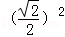 (√2/2) ²